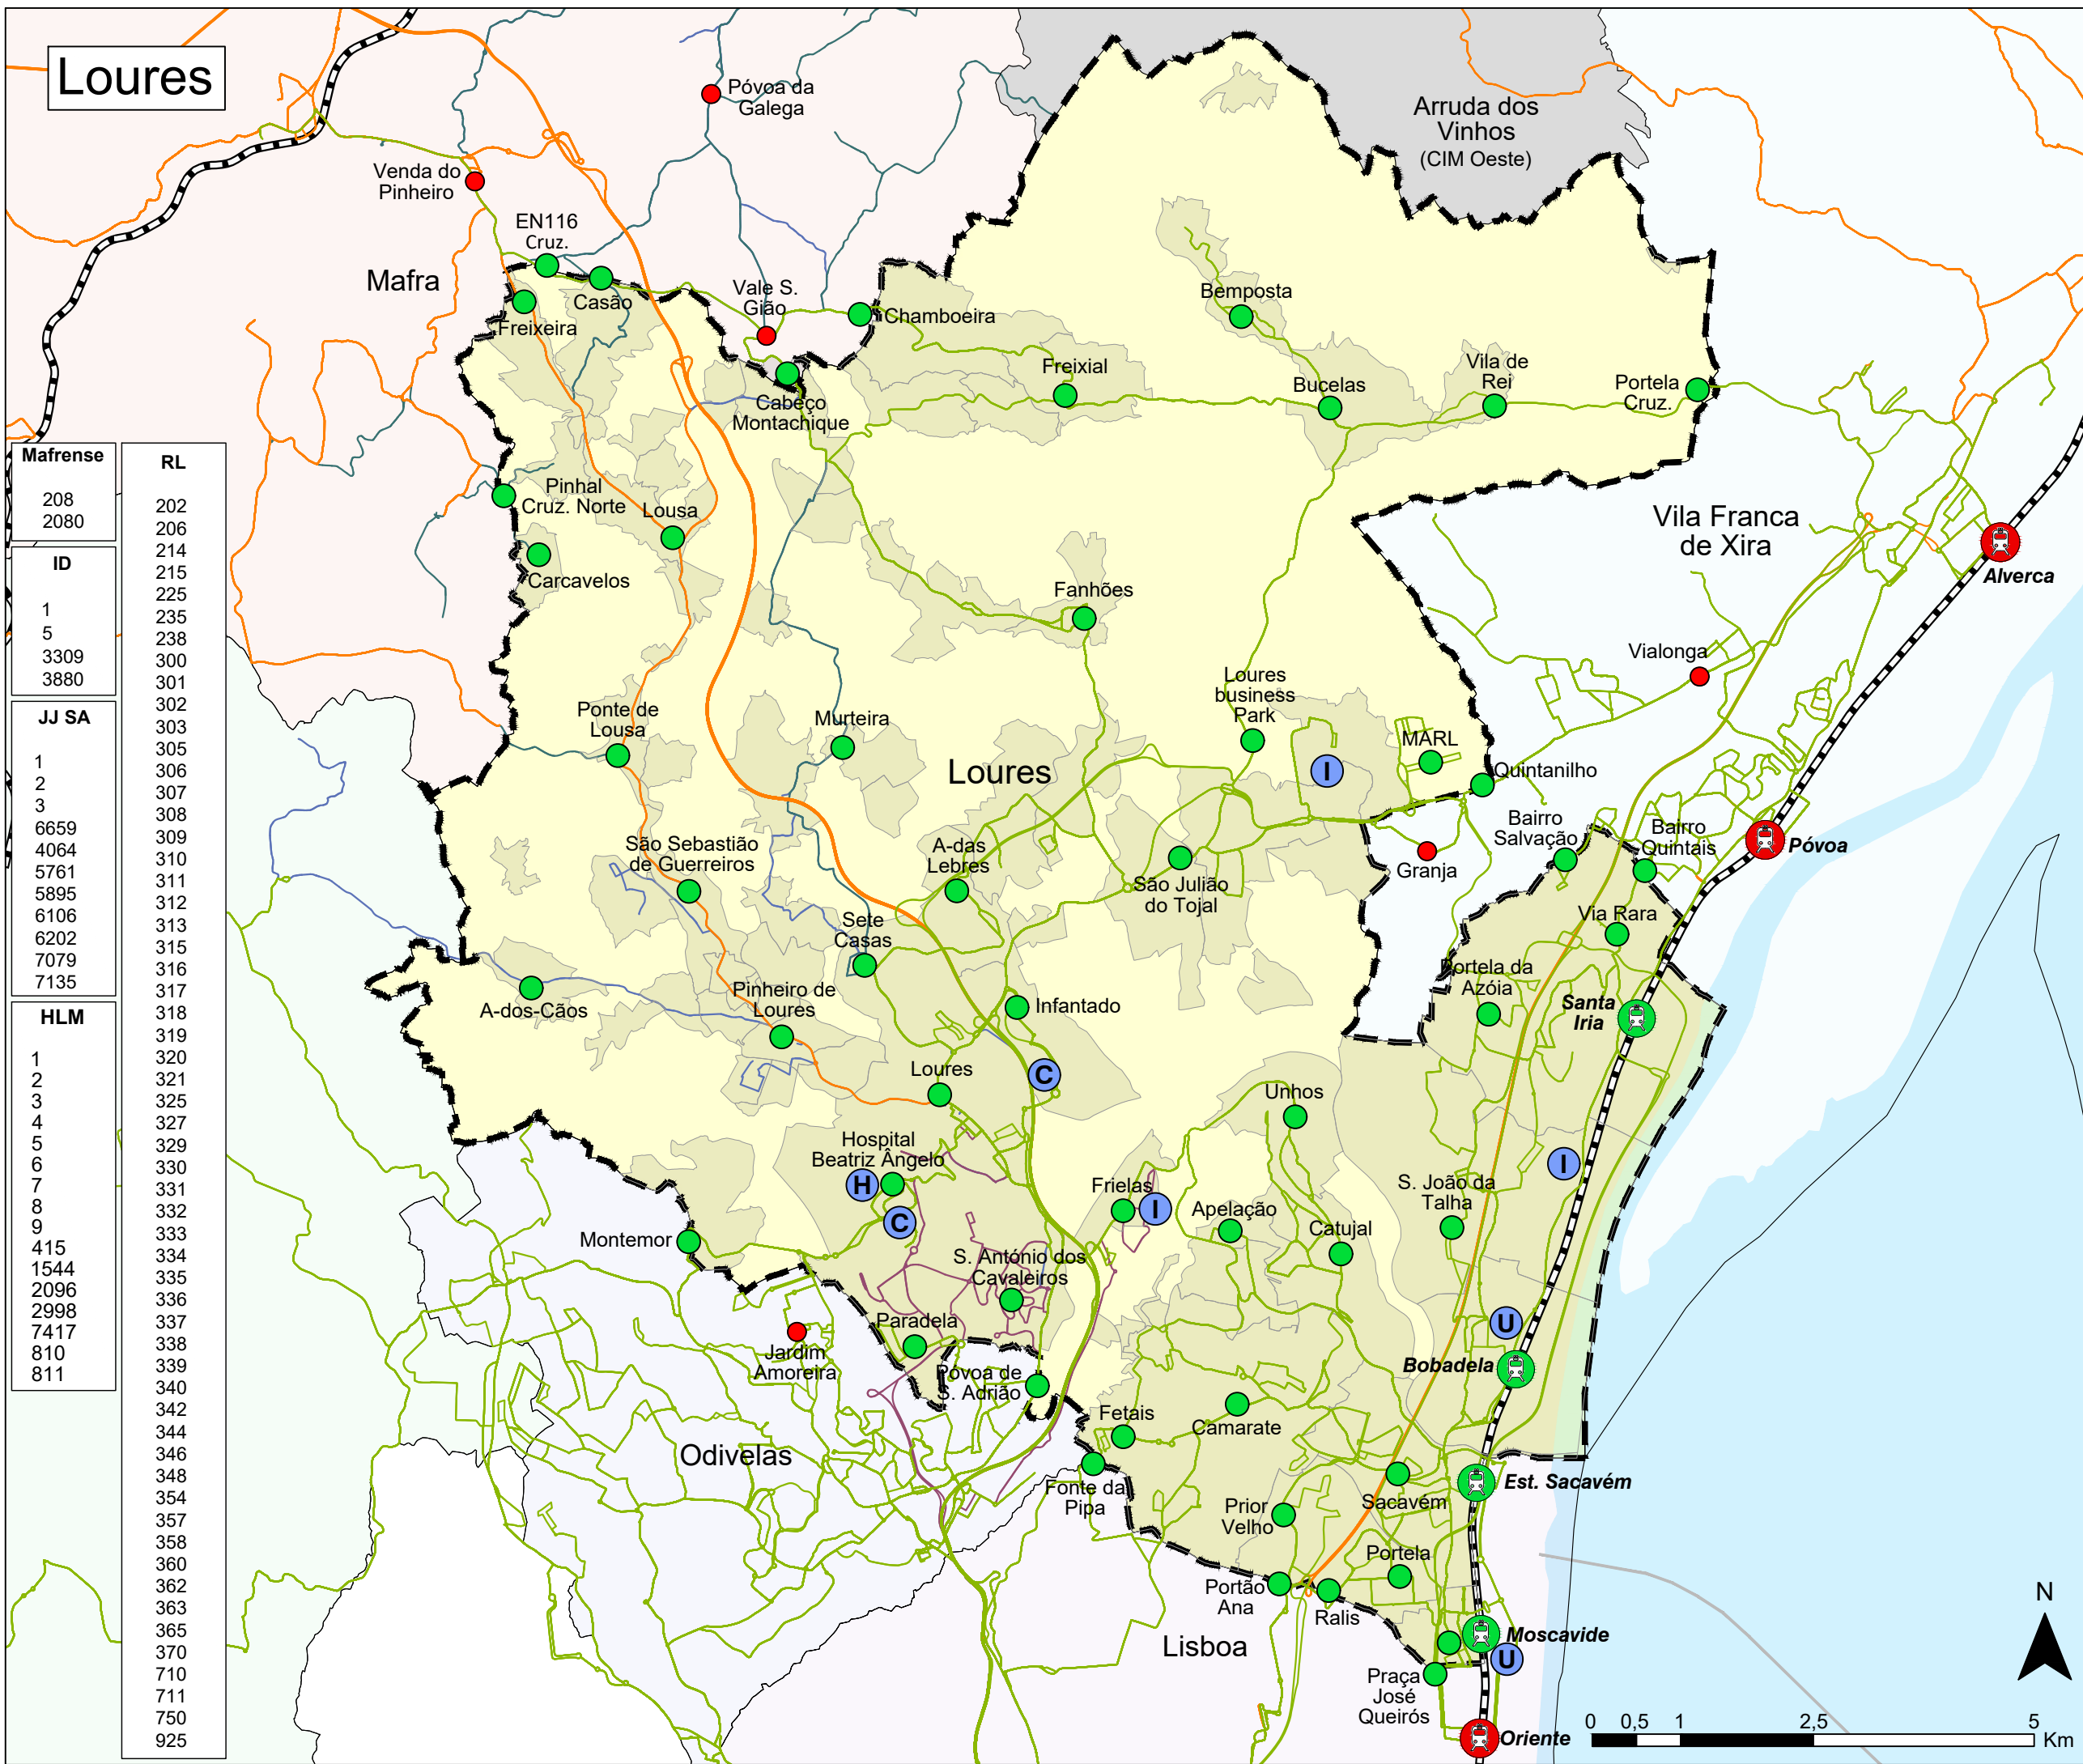 Loures
Póvoa da
Galega
Arruda dos
Vinhos
(CIM Oeste)
Venda do
Pinheiro
EN116
Cruz.
Mafra
Casão
Freixeira
Vale S.
Gião
Chamboeira
Bemposta
Cabeço
Montachique
Freixial
Bucelas
Vila de
Rei
Portela
Cruz.
Pinhal
Cruz. Norte
Lousa
Carcavelos
Vila Franca
de Xira
Alverca
Fanhões
Vialonga
Loures
business
Park
Ponte de
Lousa
Murteira
Loures
MARL
I
Quintanilho
Bairro
Salvação
Bairro
Quintais
Póvoa
Granja
São Sebastião
de Guerreiros
A-das
Lebres
São Julião
do Tojal
Via Rara
Sete
Casas
Portela da
Azóia
Santa
Iria
A-dos-Cãos
Pinheiro de
Loures
Infantado
Loures
C
Unhos
Hospital
Beatriz Ângelo
H
C
Frielas
I
Apelação
Catujal
S. João da
Talha
I
Montemor
S. António dos
Cavaleiros
Paradela
Jardim
Amoreira
Póvoa de
S. Adrião
U
Bobadela
Fetais
Camarate
Odivelas
Fonte da
Pipa
Prior
Velho
Sacavém
Est. Sacavém
Portela
Portão
Ana
Ralis
Lisboa
Moscavide
U
Praça
José
Queirós
Oriente
N
0 0,5 1 2,5 5
Km
Mafrense
208
2080
ID
1
5
3309
3880
JJ SA
1
2
3
6659
4064
5761
5895
6106
6202
7079
7135
HLM
1
2
3
4
5
6
7
8
9
415
1544
2096
2998
7417
810
811
RL
202
206
214
215
225
235
238
300
301
302
303
305
306
307
308
309
310
311
312
313
315
316
317
318
319
320
321
325
327
329
330
331
332
333
334
335
336
337
338
339
340
342
344
346
348
354
357
358
360
362
363
365
370
710
711
750
925